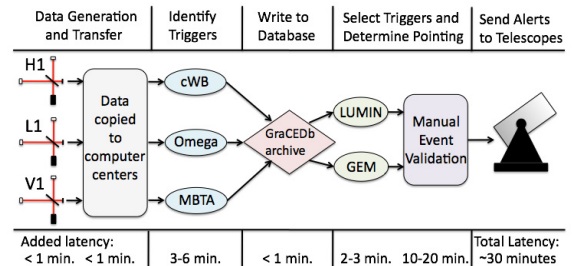 Data Generation
and Transfer
Identify
Triggers
Write to
Database
Select Triggers and
Determine Pointing
Send Alerts
to Telescopes
H1
L1
V1
Data
copied
to
computer
centers
cWB
Omega
MBTA
GraCEDb
archive
LUMIN
GEM
Manual
Event
Validation
Added latency:
< 1 min. < 1 min.
3-6 min.
< 1 min.
2-3 min. 10-20 min.
Total Latency:
~30 minutes